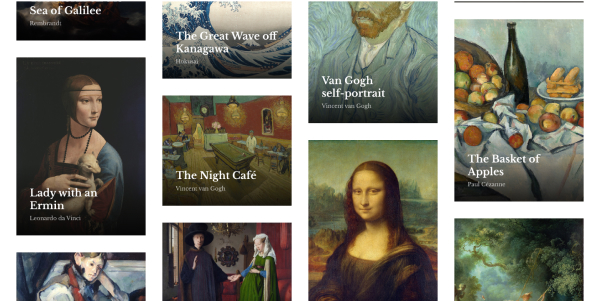 Sea of Galilee
Rembrandt
Lady with an
Ermin
Leonardo da Vinci
The Great Wave off
Kanagawa
Hokusai
The Night Café
Vincent van Gogh
Van Gogh
self-portrait
Vincent van Gogh
The Basket of
Apples
Paul Cézanne